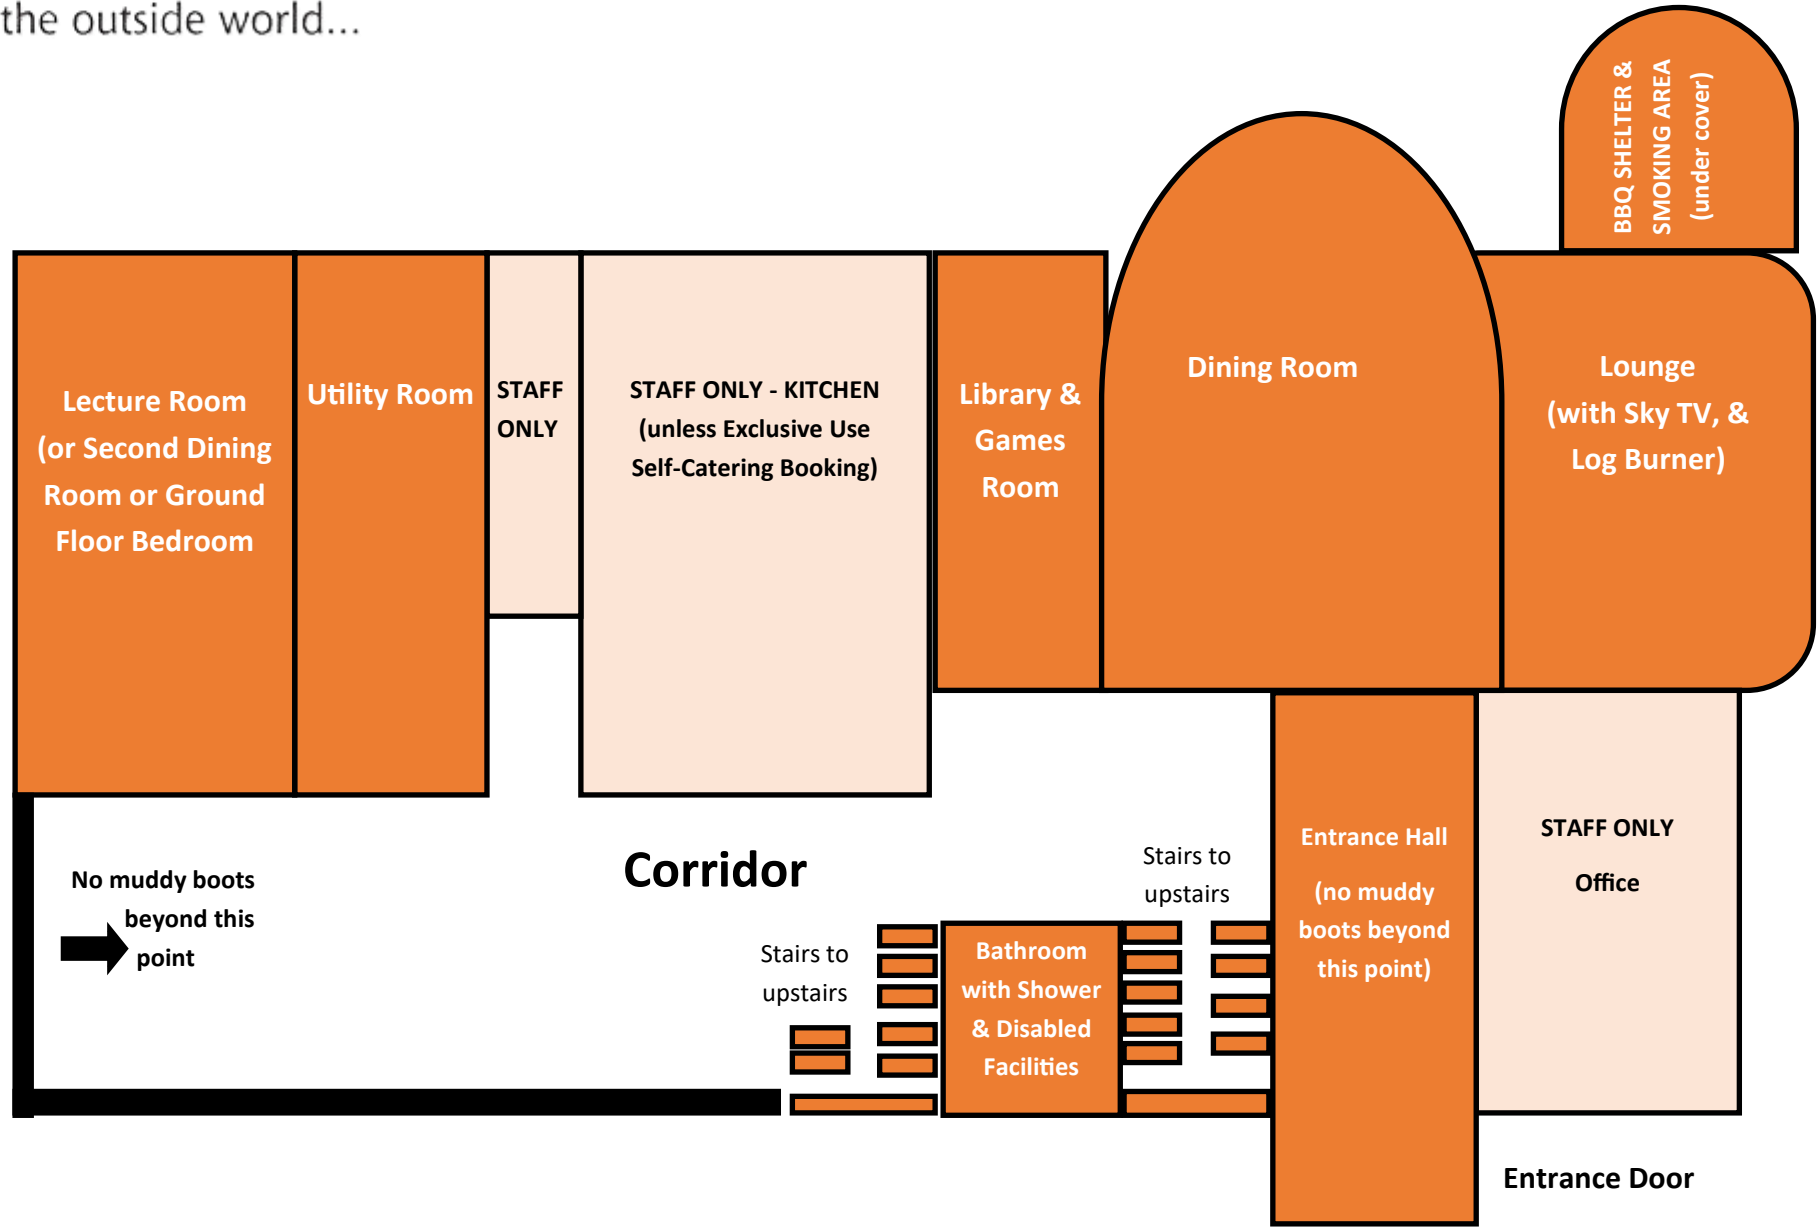 the outside world...
BBQ SHELTER &
SMOKING AREA
(under cover)
Lecture Room
(or Second Dining
Room or Ground
Floor Bedroom
Utility Room
STAFF
ONLY
STAFF ONLY - KITCHEN
(unless Exclusive Use
Self-Catering Booking)
Library &
Games
Room
Dining Room
Lounge
(with Sky TV, &
Log Burner)
No muddy boots
beyond this
point
Corridor
Stairs to
upstairs
Bathroom
with Shower
& Disabled
Facilities
Stairs to
upstairs
Entrance Hall
(no muddy
boots beyond
this point)
STAFF ONLY
Office
Entrance Door